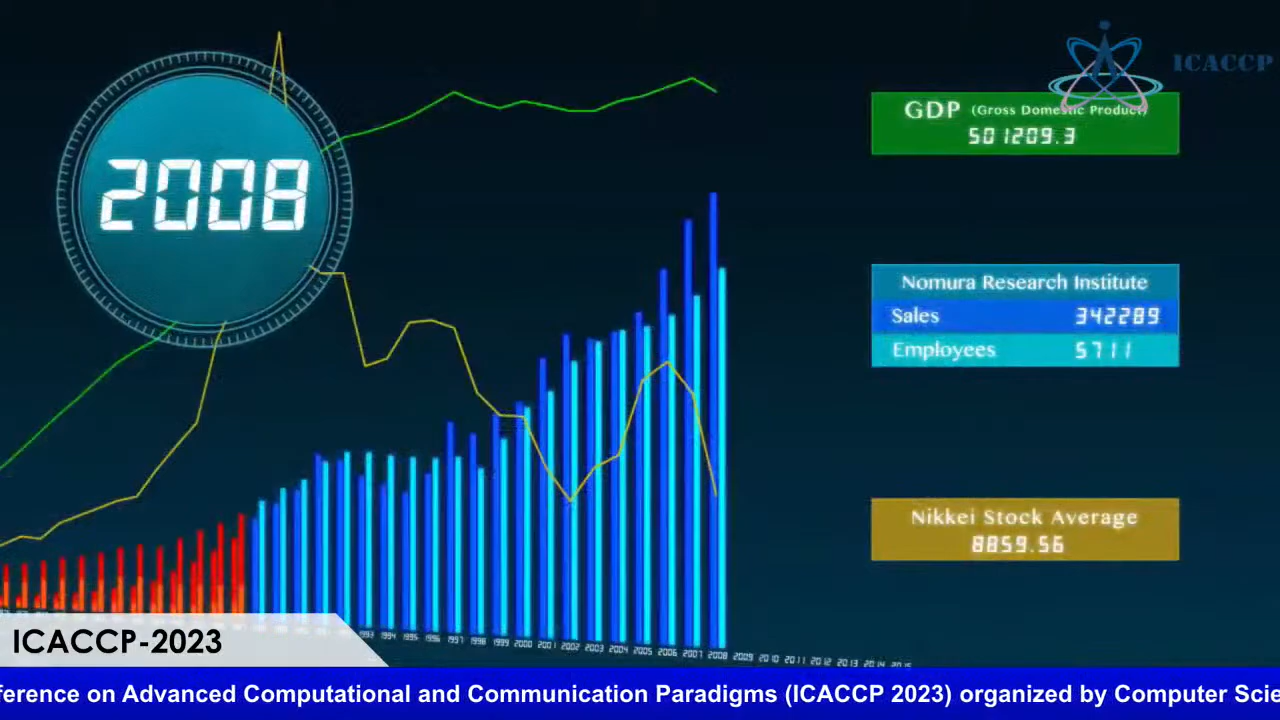 ICACCP
2008
GDP (Gross Domestic Product)
501209.3
Nomura Research Institute
Sales 342289
Employees 5711
Nikkei Stock Average
8859.56
1993 1994 1995 1996 1997 1998 1999 2000 2001 2002 2003 2004 2005 2006 2007 2008 2009 2010 2011 2012 2013 2014 2015
ICACCP-2023
ference on Advanced Computational and Communication Paradigms (ICACCP 2023) organized by Computer Scie